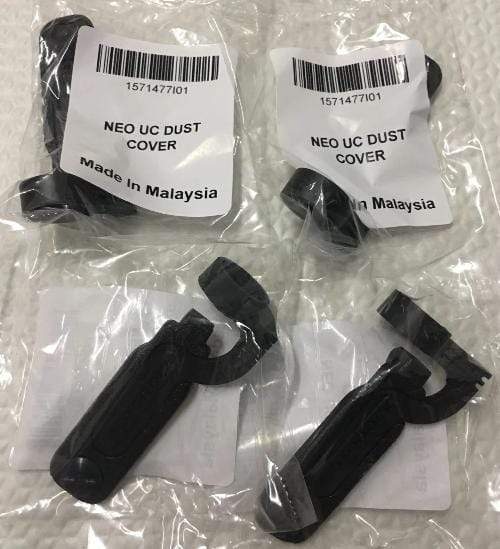 1571477I01
NEO UC DUST
COVER
Made In Malaysia
1571477I01
NEO UC DUST
COVER
In Malaysia